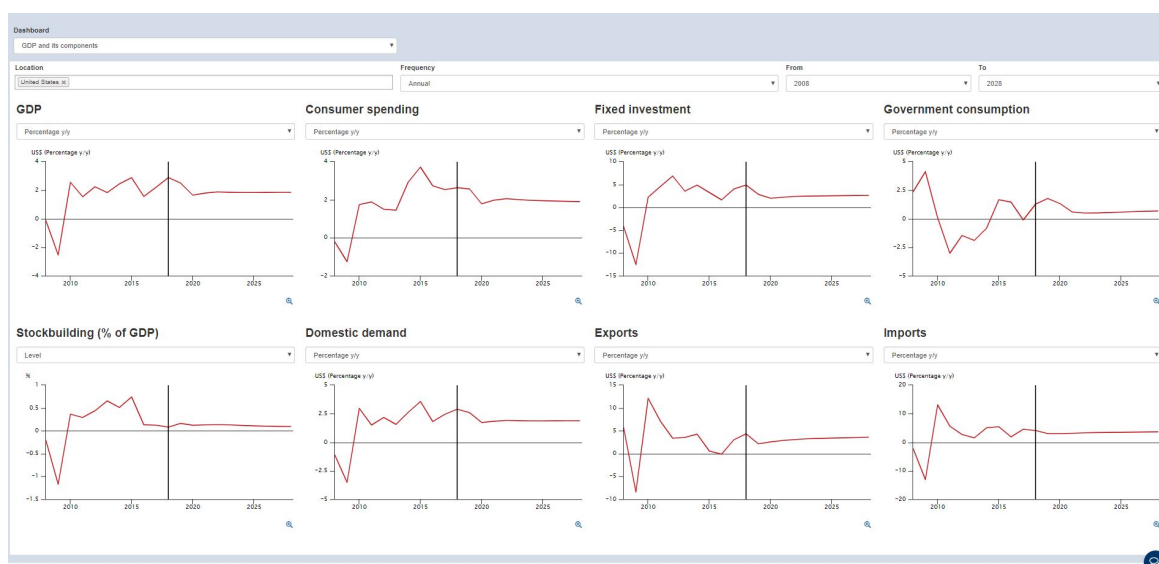 Dashboard
GDP and its components
Location Frequency From To
United States × Annual 2008 2028
GDP Consumer spending Fixed investment Government consumption
Percentage y/y Percentage y/y Percentage y/y Percentage y/y
US$ (Percentage y/y) US$ (Percentage y/y) US$ (Percentage y/y) US$ (Percentage y/y)
4 4 10 5
2 2 5 2.5
0 0 0 0
-2 -5 -2.5
-10
-4 -2 -15 -5
2010 2015 2020 2025 2010 2015 2020 2025 2010 2015 2020 2025 2010 2015 2020 2025
Stockbuilding (% of GDP) Domestic demand Exports Imports
Level Percentage y/y Percentage y/y Percentage y/y
% US$ (Percentage y/y) US$ (Percentage y/y) US$ (Percentage y/y)
1 5 15 20
0.5 2.5 10 10
5
0 0 0 0
-0.5 -2.5 -5 -10
-1
-1.5 -5 -10 -20
2010 2015 2020 2025 2010 2015 2020 2025 2010 2015 2020 2025 2010 2015 2020 2025